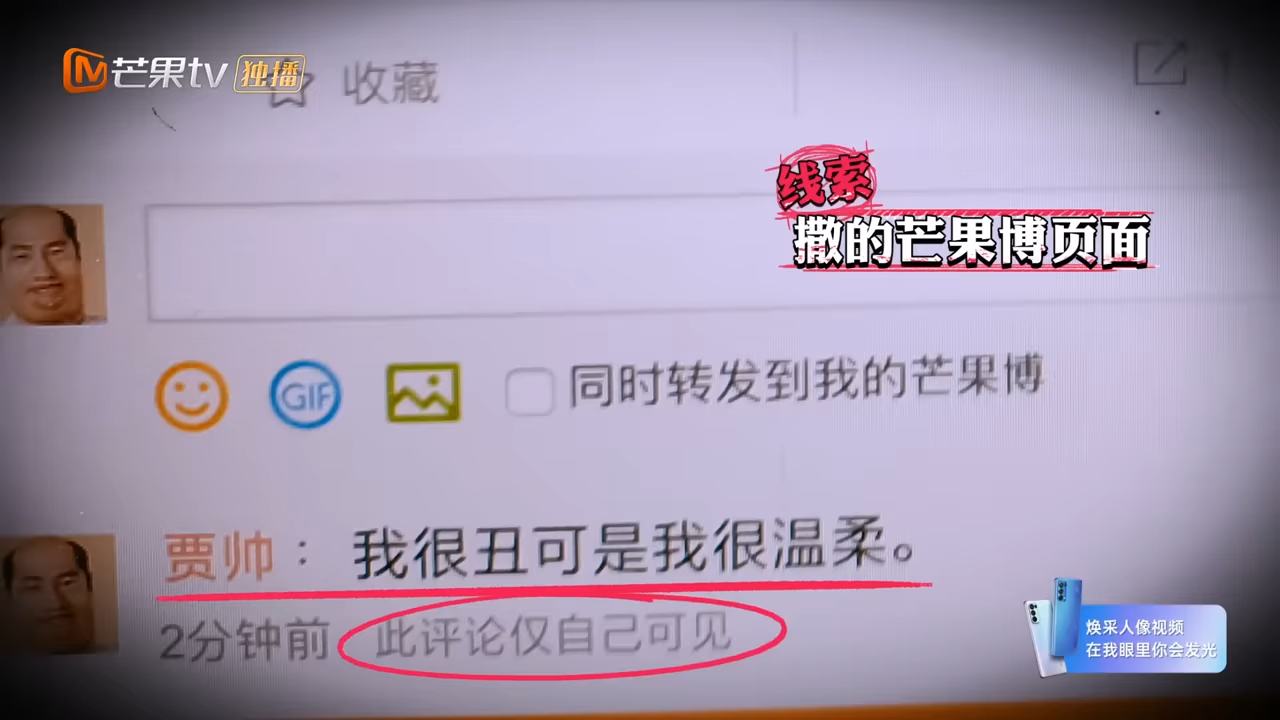 芒果tv 独播
收藏
线索
撒的芒果博页面
GIF
同时转发到我的芒果博
贾帅：我很丑可是我很温柔。
2分钟前 此评论仅自己可见
焕采人像视频
在我眼里你会发光